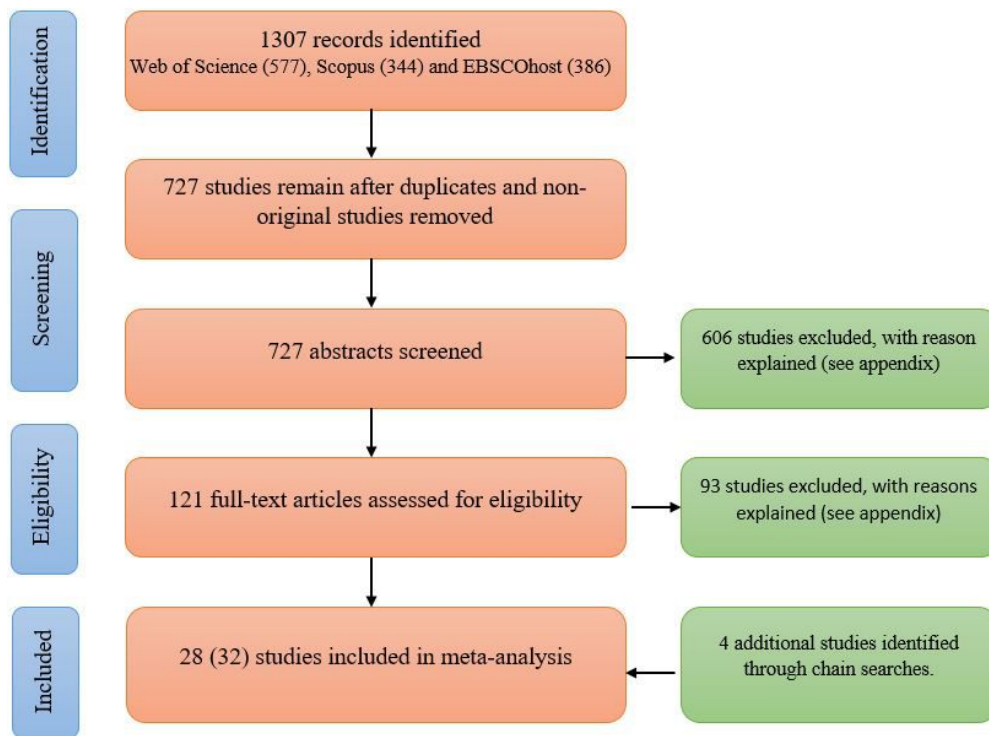 Identification
1307 records identified
Web of Science (577), Scopus (344) and EBSCOhost (386)
727 studies remain after duplicates and non-
original studies removed
Screening
727 abstracts screened
606 studies excluded, with reason
explained (see appendix)
Eligibility
121 full-text articles assessed for eligibility
93 studies excluded, with reasons
explained (see appendix)
Included
28 (32) studies included in meta-analysis
4 additional studies identified
through chain searches.